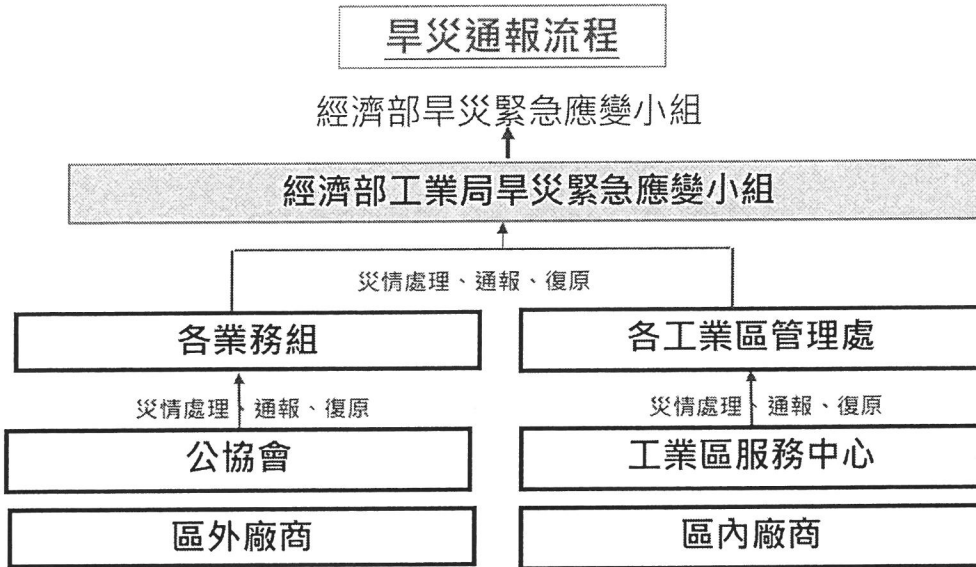 旱災通報流程
經濟部旱災緊急應變小組
經濟部工業局旱災緊急應變小組
災情處理、通報、復原
各業務組
各工業區管理處
災情處理、通報、復原
災情處理、通報、復原
公協會
工業區服務中心
區外廠商
區內廠商